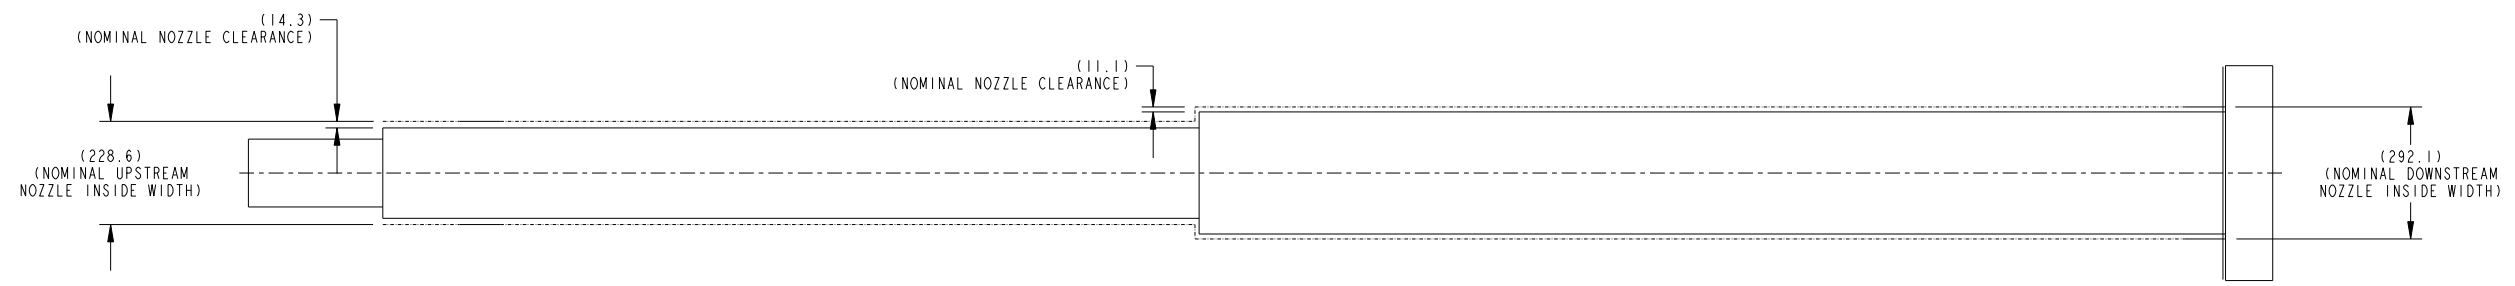 (14.3)
(NOMINAL NOZZLE CLEARANCE)
(11.1)
(NOMINAL NOZZLE CLEARANCE)
(228.6)
(NOMINAL UPSTREAM
NOZZLE INSIDE WIDTH)
(292.1)
(NOMINAL DOWNSTREAM
NOZZLE INSIDE WIDTH)